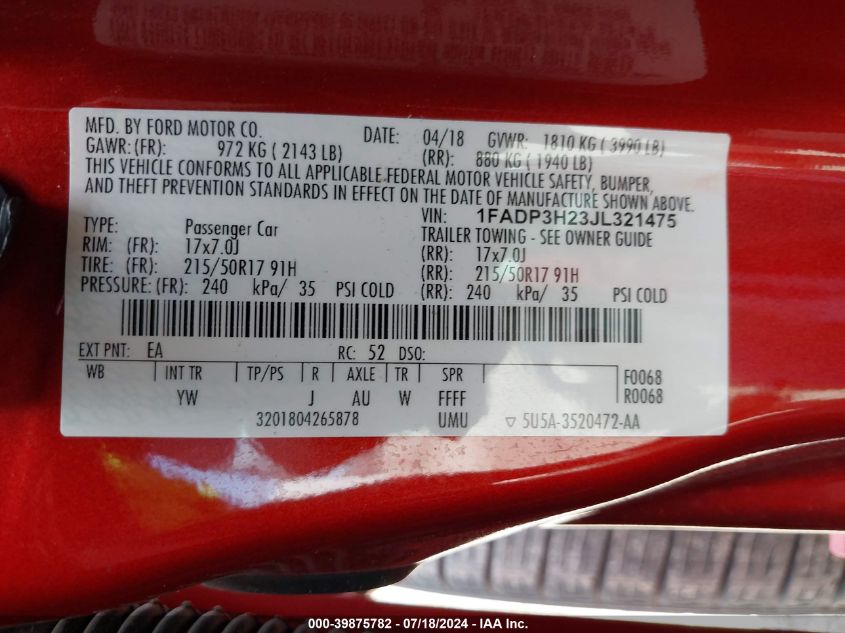 MFD. BY FORD MOTOR CO. DATE: 04/18 GVWR: 1810 KG ( 3990 LB)
GAWR: (FR): 972 KG ( 2143 LB) (RR): 880 KG ( 1940 LB)
THIS VEHICLE CONFORMS TO ALL APPLICABLE FEDERAL MOTOR VEHICLE SAFETY, BUMPER,
AND THEFT PREVENTION STANDARDS IN EFFECT ON THE DATE OF MANUFACTURE SHOWN ABOVE.
VIN: 1FADP3H23JL321475
TYPE: Passenger Car TRAILER TOWING - SEE OWNER GUIDE
RIM: (FR): 17x7.0J (RR): 17x7.0J
TIRE: (FR): 215/50R17 91H (RR): 215/50R17 91H
PRESSURE: (FR): 240 kPa/ 35 PSI COLD (RR): 240 kPa/ 35 PSI COLD
EXT PNT: EA RC: 52 DSO:
WB INT TR TP/PS R AXLE TR SPR F0068
YW J AU W FFFF R0068
3201804265878 UMU ▽ 5U5A-3520472-AA
000-39875782 - 07/18/2024 - IAA Inc.